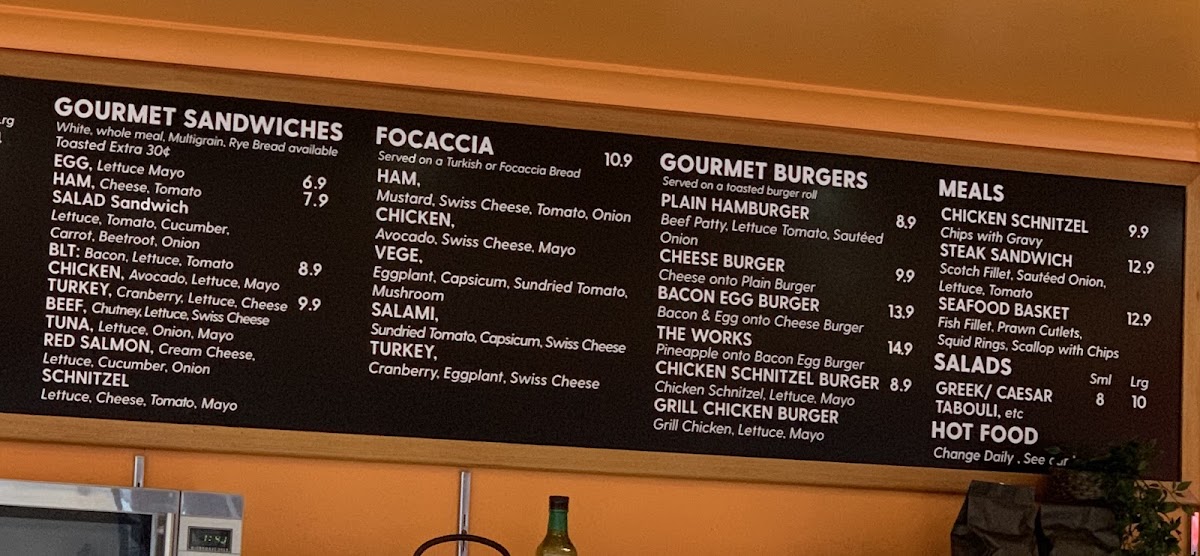 Lrg
GOURMET SANDWICHES
White, whole meal, Multigrain, Rye Bread available
Toasted Extra 30¢
EGG, Lettuce Mayo 6.9
HAM, Cheese, Tomato 7.9
SALAD Sandwich
Lettuce, Tomato, Cucumber,
Carrot, Beetroot, Onion
BLT: Bacon, Lettuce, Tomato 8.9
CHICKEN, Avocado, Lettuce, Mayo
TURKEY, Cranberry, Lettuce, Cheese 9.9
BEEF, Chutney, Lettuce, Swiss Cheese
TUNA, Lettuce, Onion, Mayo
RED SALMON, Cream Cheese,
Lettuce, Cucumber, Onion
SCHNITZEL
Lettuce, Cheese, Tomato, Mayo
FOCACCIA 10.9
Served on a Turkish or Focaccia Bread
HAM,
Mustard, Swiss Cheese, Tomato, Onion
CHICKEN,
Avocado, Swiss Cheese, Mayo
VEGE,
Eggplant, Capsicum, Sundried Tomato,
Mushroom
SALAMI,
Sundried Tomato, Capsicum, Swiss Cheese
TURKEY,
Cranberry, Eggplant, Swiss Cheese
GOURMET BURGERS
Served on a toasted burger roll
PLAIN HAMBURGER 8.9
Beef Patty, Lettuce Tomato, Sautéed
Onion
CHEESE BURGER 9.9
Cheese onto Plain Burger
BACON EGG BURGER 13.9
Bacon & Egg onto Cheese Burger
THE WORKS 14.9
Pineapple onto Bacon Egg Burger
CHICKEN SCHNITZEL BURGER 8.9
Chicken Schnitzel, Lettuce, Mayo
GRILL CHICKEN BURGER
Grill Chicken, Lettuce, Mayo
MEALS
CHICKEN SCHNITZEL 9.9
Chips with Gravy
STEAK SANDWICH 12.9
Scotch Fillet, Sautéed Onion,
Lettuce, Tomato
SEAFOOD BASKET 12.9
Fish Fillet, Prawn Cutlets,
Squid Rings, Scallop with Chips
SALADS Sml Lrg
GREEK/ CAESAR 8 10
TABOULI, etc
HOT FOOD
Change Daily , See our